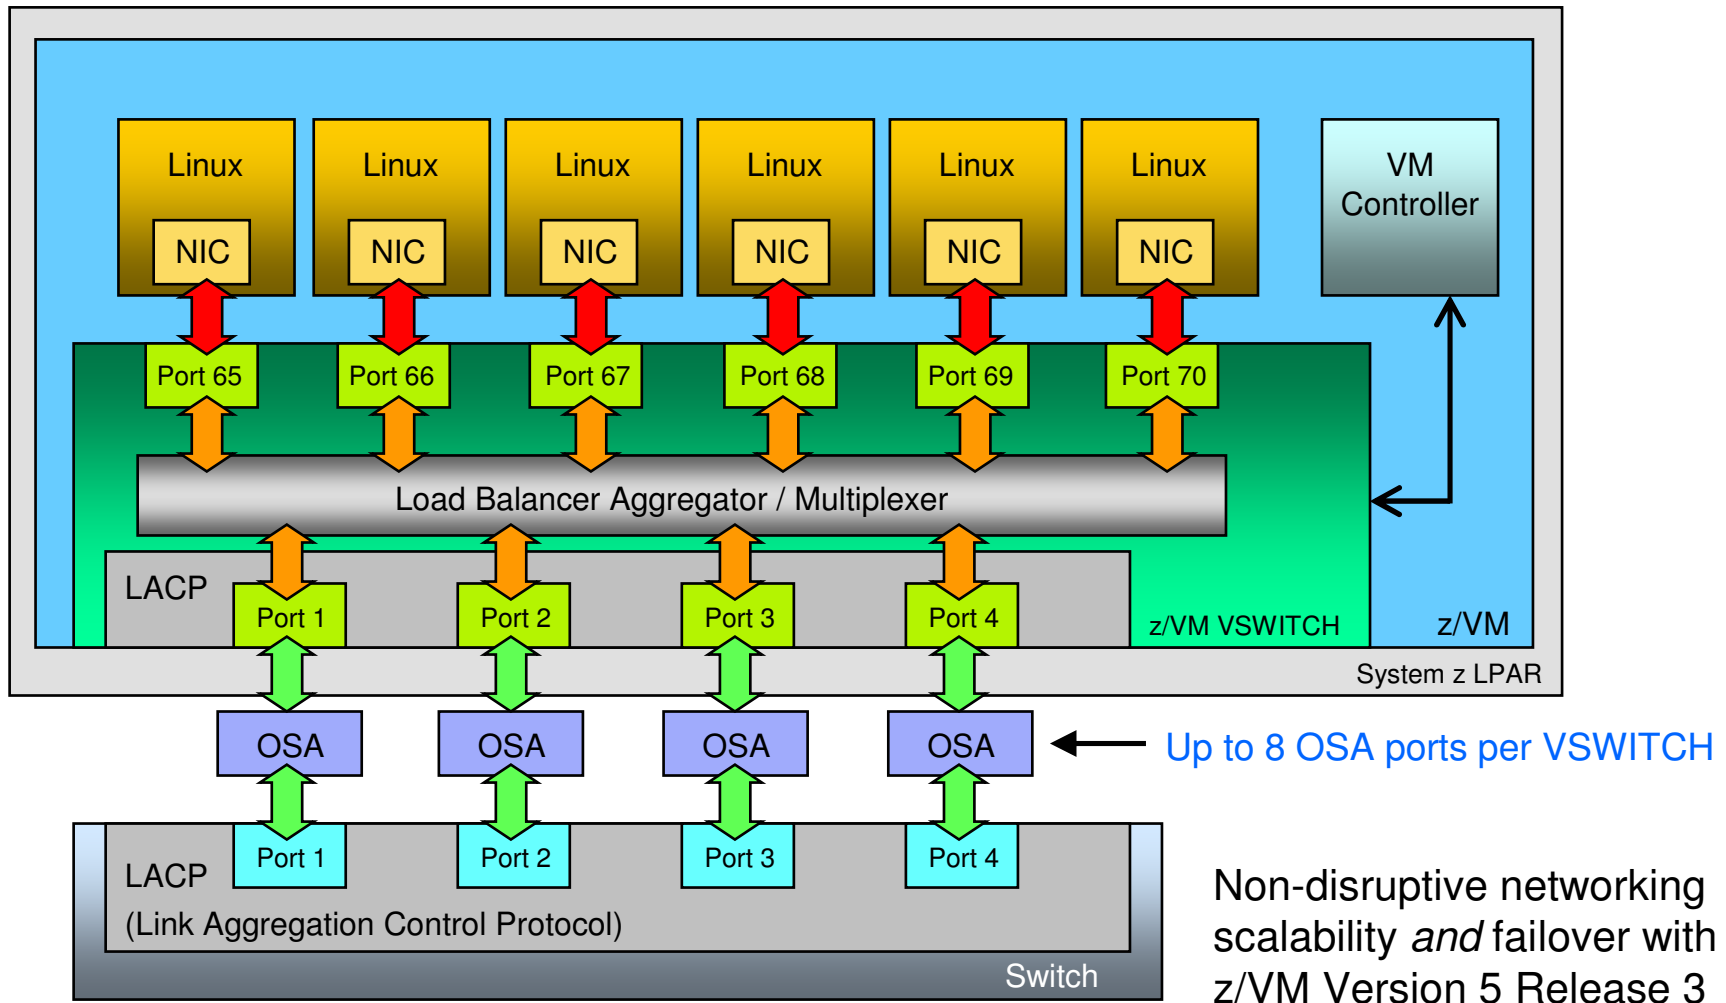 Linux
Linux
Linux
Linux
Linux
Linux
VM
Controller
NIC
NIC
NIC
NIC
NIC
NIC
Port 65
Port 66
Port 67
Port 68
Port 69
Port 70
Load Balancer Aggregator / Multiplexer
LACP
Port 1
Port 2
Port 3
Port 4
z/VM VSWITCH
z/VM
System z LPAR
OSA
OSA
OSA
OSA
Up to 8 OSA ports per VSWITCH
Port 1
Port 2
Port 3
Port 4
LACP
(Link Aggregation Control Protocol)
Switch
Non-disruptive networking
scalability and failover with
z/VM Version 5 Release 3